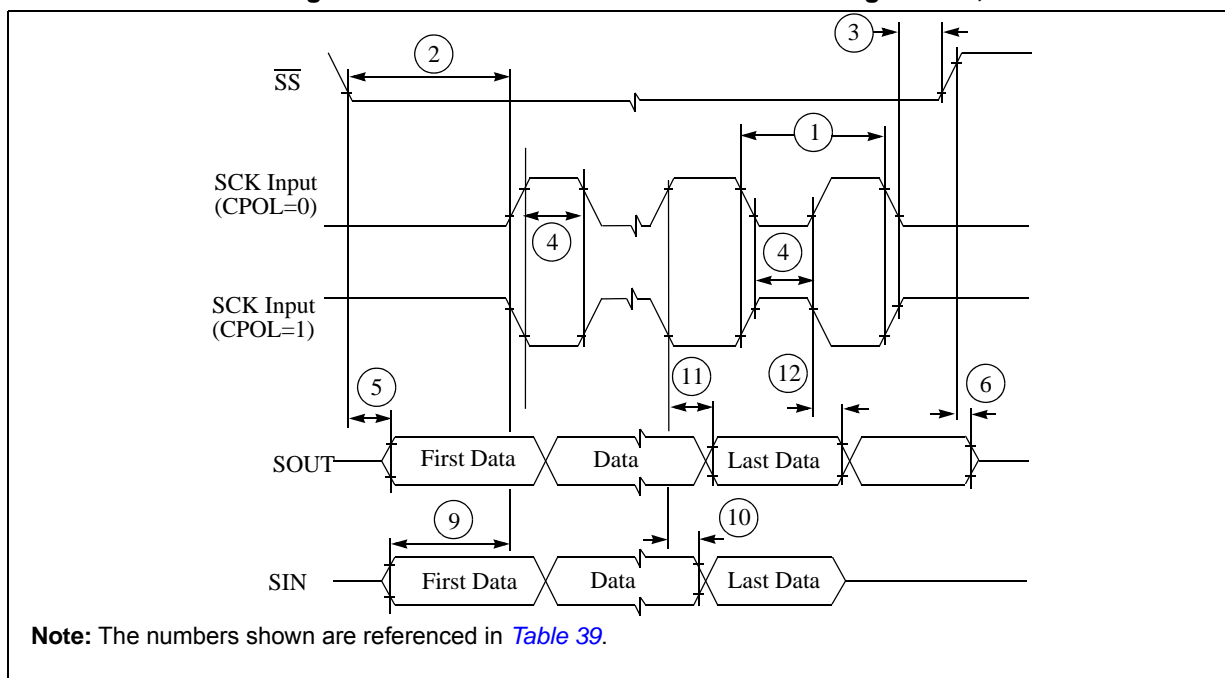 3
2
SS
1
SCK Input
(CPOL=0)
4
4
SCK Input
(CPOL=1)
5
11
12
6
SOUT
First Data
Data
Last Data
9
10
SIN
First Data
Data
Last Data
Note: The numbers shown are referenced in Table 39.